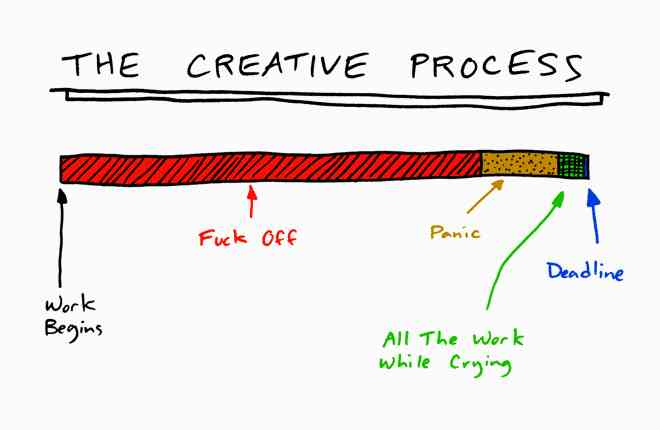 THE CREATIVE PROCESS
Fuck Off
Panic
Deadline
Work
Begins
All The Work
While Crying